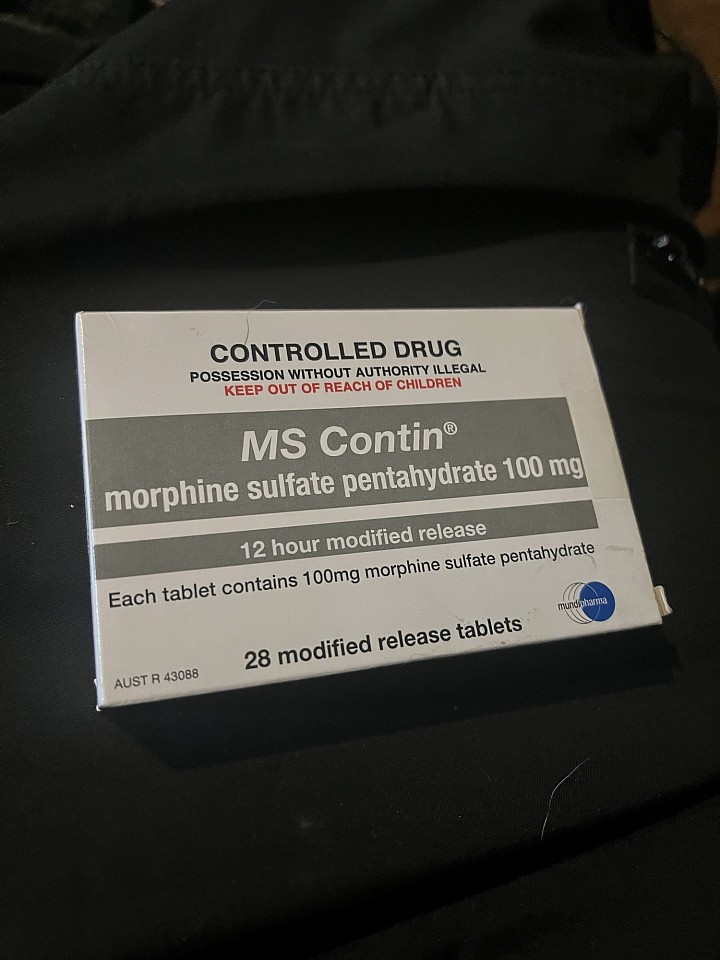 CONTROLLED DRUG
POSSESSION WITHOUT AUTHORITY ILLEGAL
KEEP OUT OF REACH OF CHILDREN
MS Contin®
morphine sulfate pentahydrate 100 mg
12 hour modified release
Each tablet contains 100mg morphine sulfate pentahydrate
mundipharma
28 modified release tablets
AUST R 43088